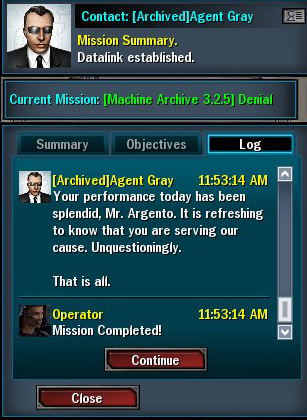 Contact: [Archived]Agent Gray
Mission Summary.
Datalink established.
Current Mission: [Machine Archive 3.2.5] Denial
Summary Objectives Log
[Archived]Agent Gray 11:53:14 AM
Your performance today has been
splendid, Mr. Argento. It is refreshing
to know that you are serving our
cause. Unquestioningly.
That is all.
Operator 11:53:14 AM
Mission Completed!
Continue
Close